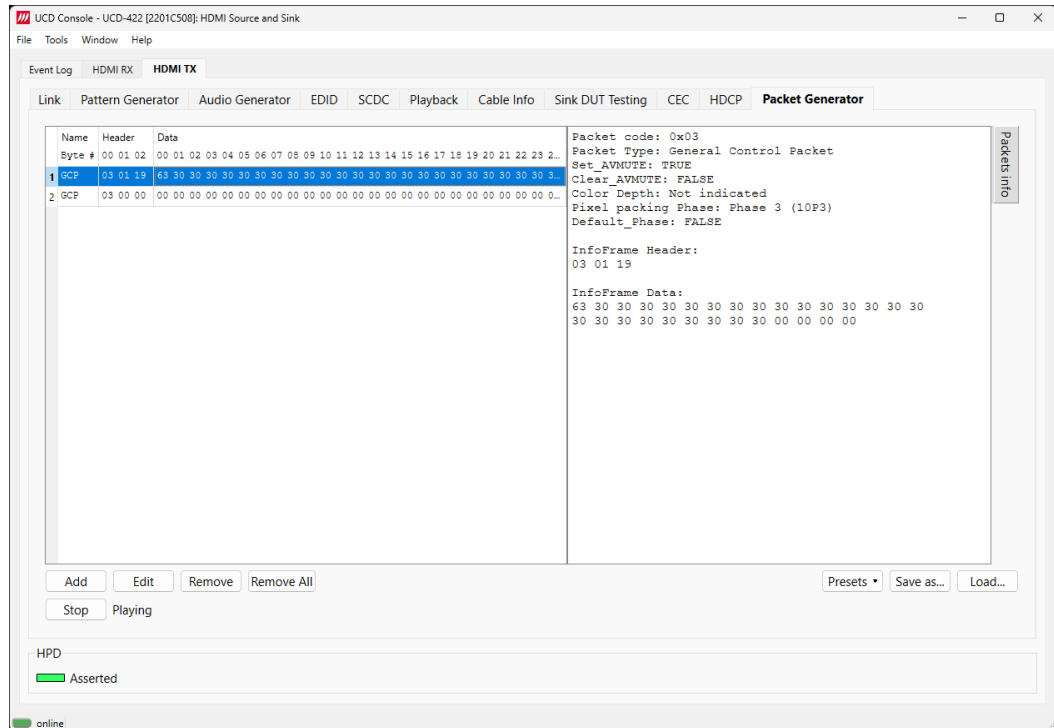 UCD Console - UCD-422 [2201C508]: HDMI Source and Sink
File Tools Window Help
Event Log HDMI RX HDMI TX
Link Pattern Generator Audio Generator EDID SCDC Playback Cable Info Sink DUT Testing CEC HDCP Packet Generator
Name Header Data
Byte # 00 01 02 00 01 02 03 04 05 06 07 08 09 10 11 12 13 14 15 16 17 18 19 20 21 22 23 2...
1 GCP 03 01 19 63 30 30 30 30 30 30 30 30 30 30 30 30 30 30 30 30 30 30 30 30 30 30 30 3...
2 GCP 03 00 00 00 00 00 00 00 00 00 00 00 00 00 00 00 00 00 00 00 00 00 00 00 00 00 00 0...
Packet code: 0x03
Packet Type: General Control Packet
Set_AVMUTE: TRUE
Clear_AVMUTE: FALSE
Color Depth: Not indicated
Pixel packing Phase: Phase 3 (10P3)
Default_Phase: FALSE
InfoFrame Header:
03 01 19
InfoFrame Data:
63 30 30 30 30 30 30 30 30 30 30 30 30 30 30 30
30 30 30 30 30 30 30 30 30 00 00 00 00
Packets info
Add Edit Remove Remove All Presets Save as... Load...
Stop Playing
HPD
Asserted
online